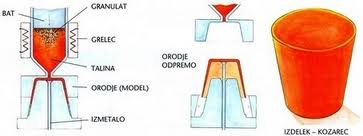 BAT
GRANULAT
GRELEC
TALINA
ORODJE (MODEL)
IZMETALO
ORODJE
ODPREMO
IZDELEK – KOZAREC